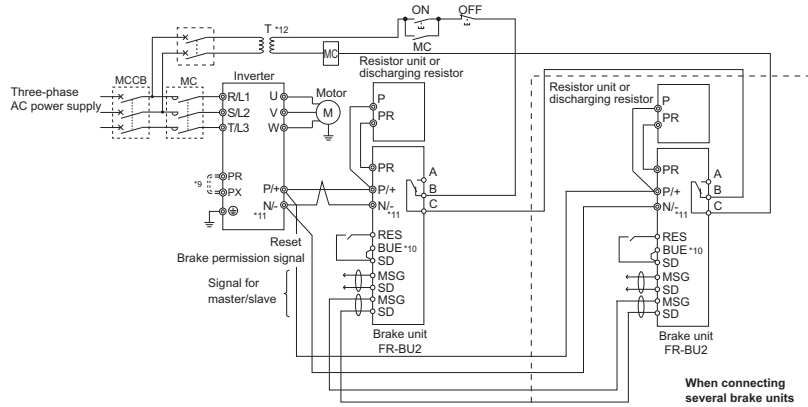 ON OFF
T *12
MC
MC
Resistor unit or
discharging resistor
P
PR
Three-phase
AC power supply
MCCB
MC
Inverter
R/L1
S/L2
T/L3
U
V
W
Motor
M
*9
PR
PX
P/+
N/-
*11
PR
P/+
N/-
*11
A
B
C
Reset
Brake permission signal
Signal for
master/slave
RES
BUE *10
SD
MSG
SD
MSG
SD
Brake unit
FR-BU2
Resistor unit or
discharging resistor
P
PR
PR
P/+
N/-
*11
A
B
C
RES
BUE *10
SD
MSG
SD
MSG
SD
Brake unit
FR-BU2
When connecting
several brake units